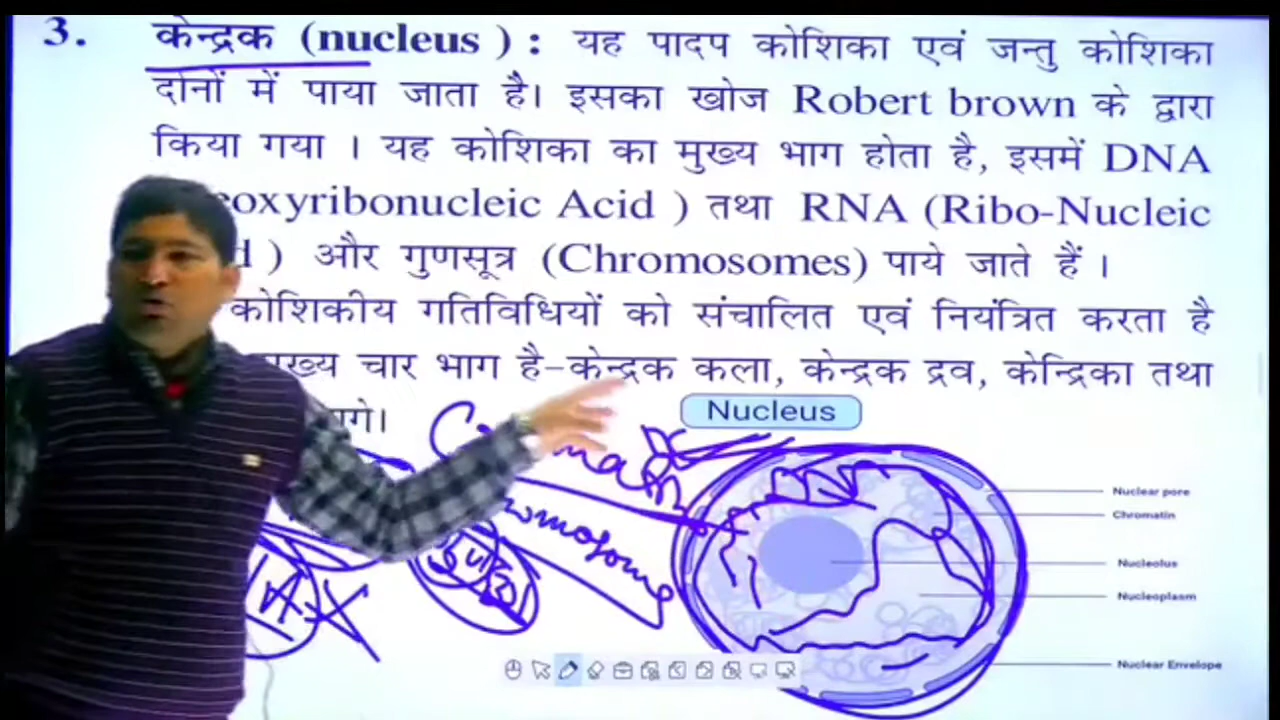 3. केन्द्रक (nucleus ) : यह पादप कोशिका एवं जन्तु कोशिका
दोनों में पाया जाता है। इसका खोज Robert brown के द्वारा
किया गया । यह कोशिका का मुख्य भाग होता है, इसमें DNA
eoxyribonucleic Acid ) तथा RNA (Ribo-Nucleic
d ) और गुणसूत्र (Chromosomes) पाये जाते हैं ।
कोशिकीय गतिविधियों को संचालित एवं नियंत्रित करता है
ख्य चार भाग है-केन्द्रक कला, केन्द्रक द्रव, केन्द्रिका तथा
ागे।
Nucleus
Nuclear pore
Chromatin
Nucleolus
Nucleoplasm
Nuclear Envelope